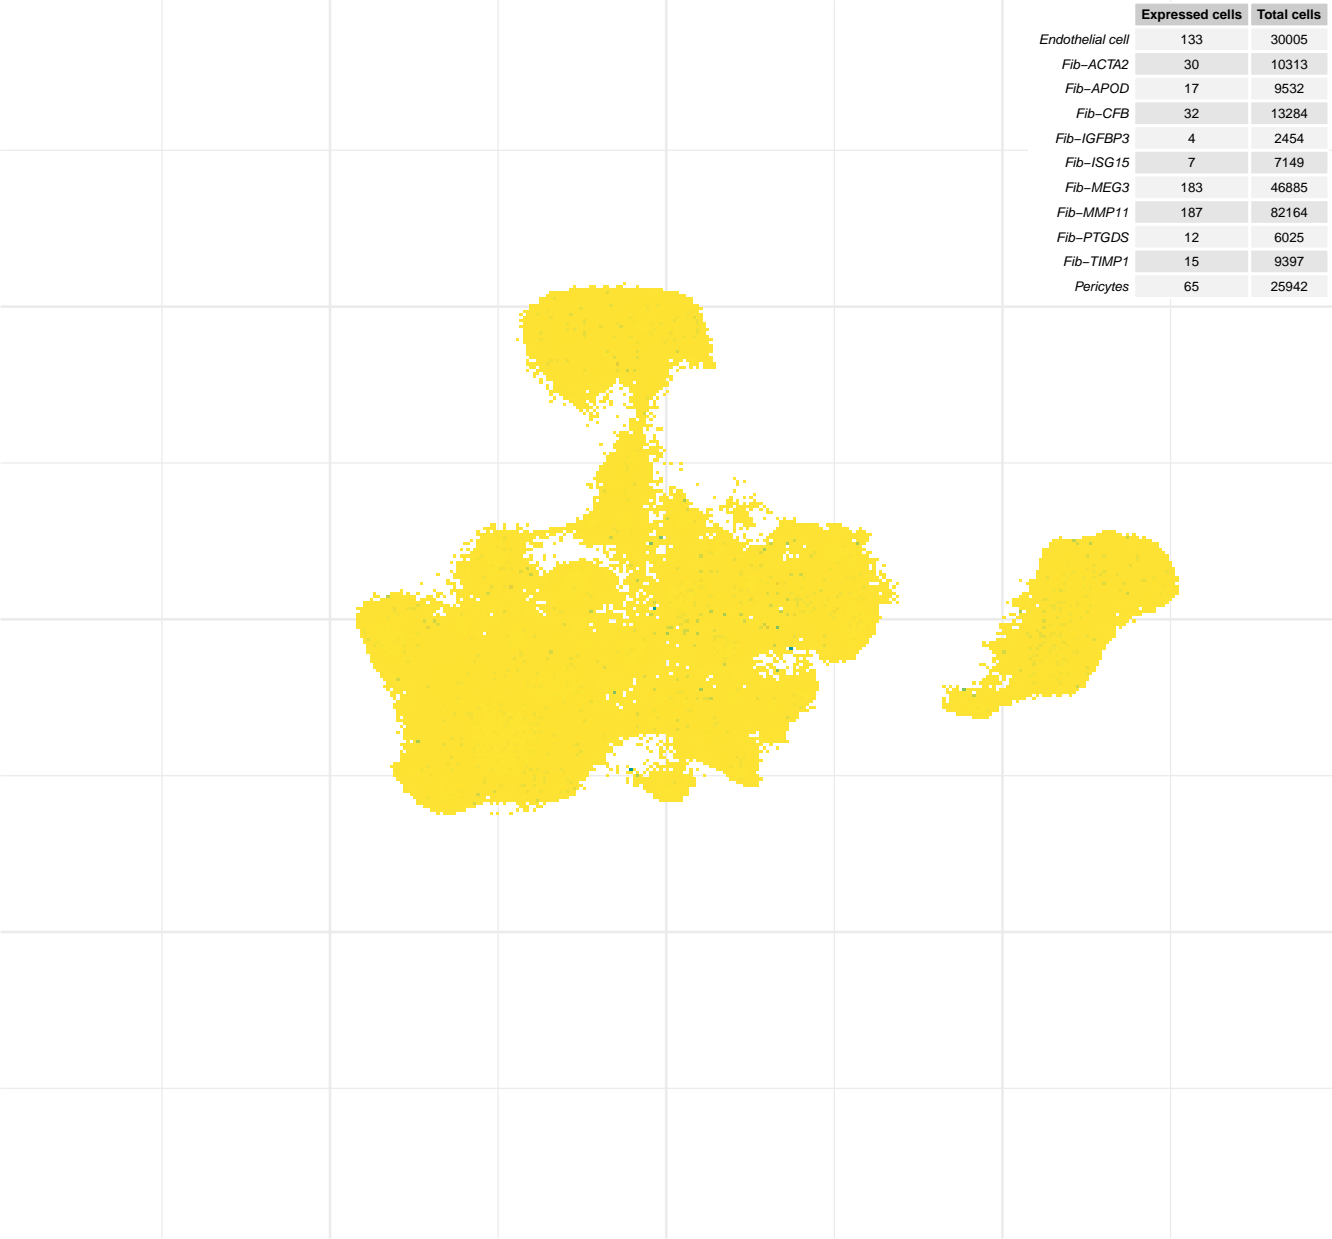 Expressed cells Total cells
Endothelial cell 133 30005
Fib−ACTA2 30 10313
Fib−APOD 17 9532
Fib−CFB 32 13284
Fib−IGFBP3 4 2454
Fib−ISG15 7 7149
Fib−MEG3 183 46885
Fib−MMP11 187 82164
Fib−PTGDS 12 6025
Fib−TIMP1 15 9397
Pericytes 65 25942